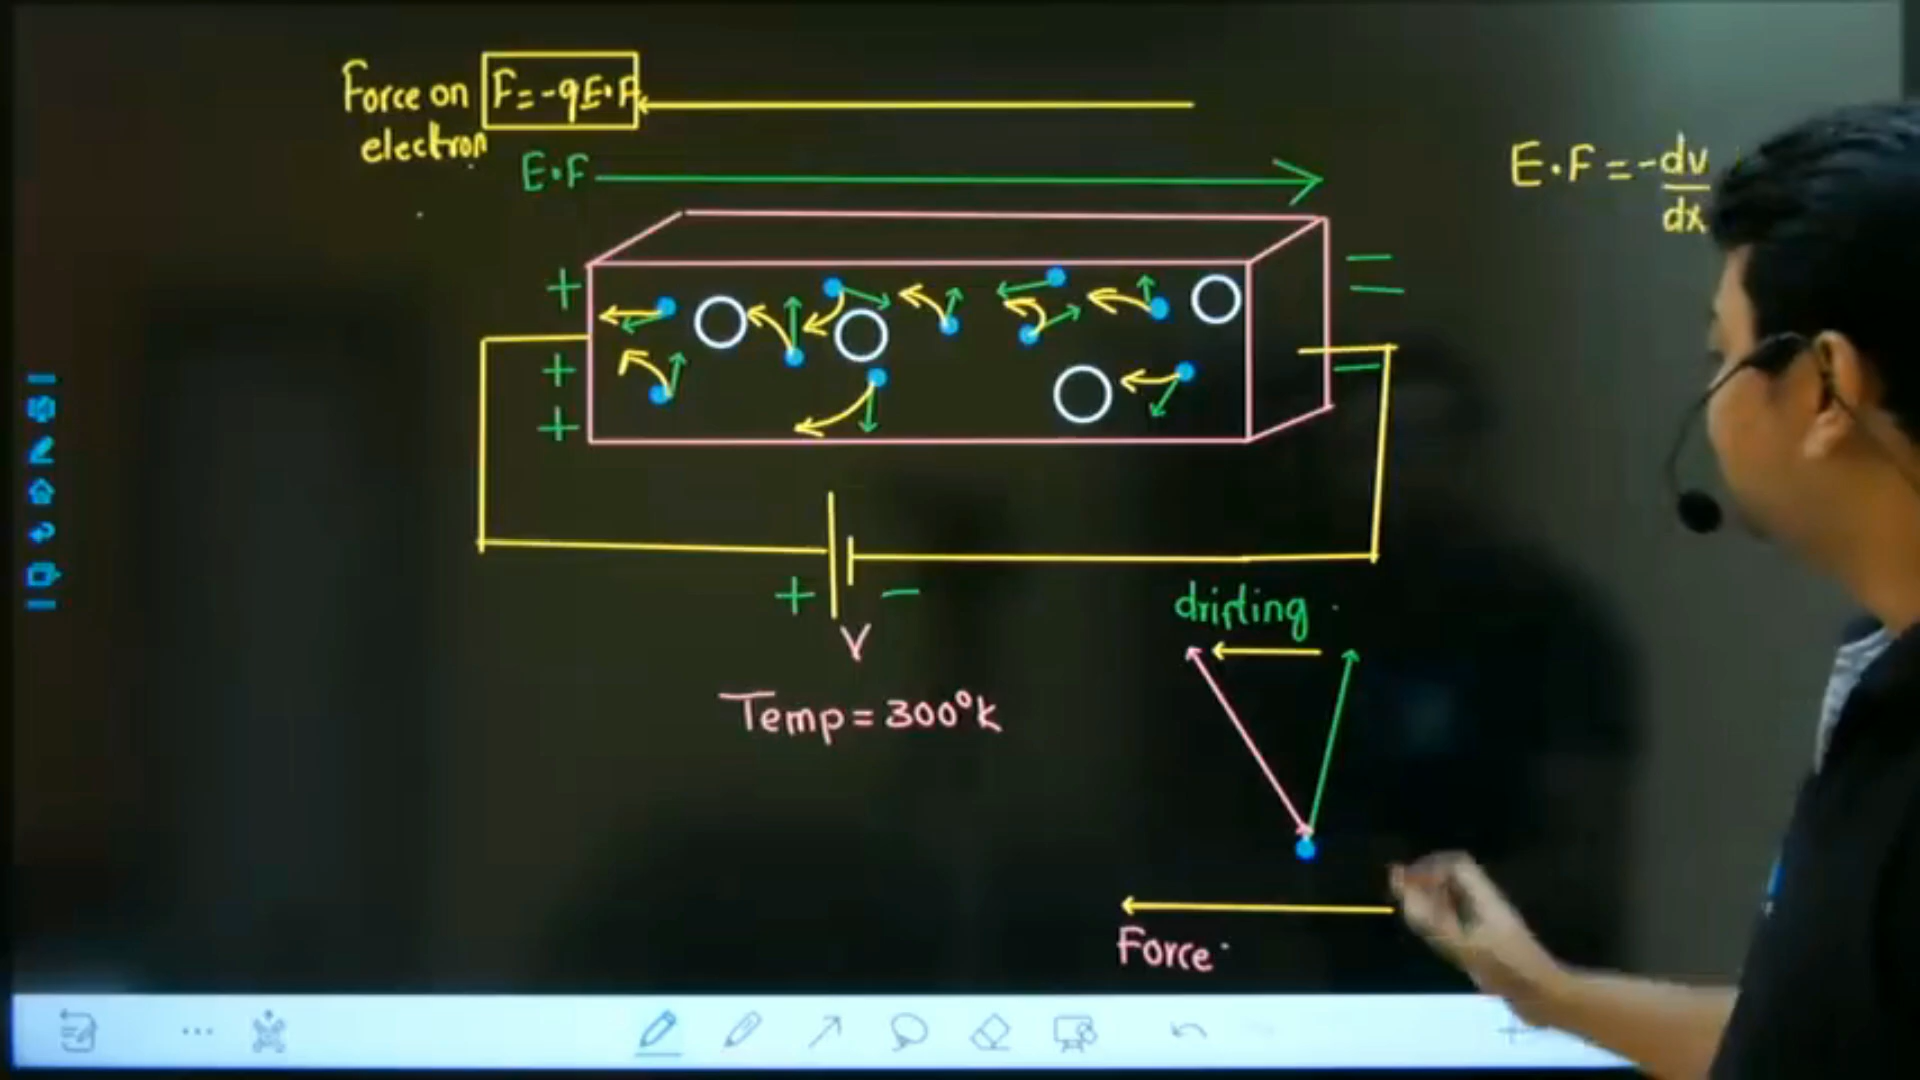 Force on F = -qE.F
electron
E.F
E.F = -dv
dx
+
+
+
=
-
+ -
V
Temp = 300°k
drifting
Force